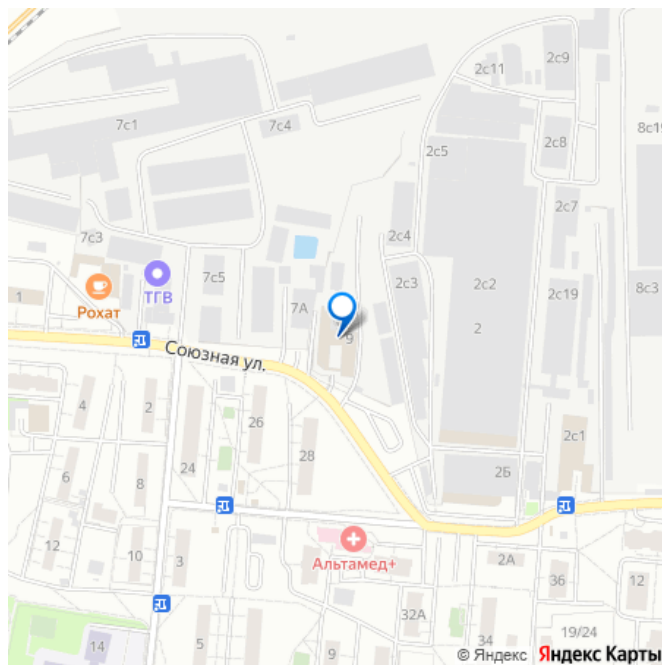 2с9
2с11
7с1
7с4
8с19
2с5
2с8
2с7
7с3
2с4
7с5
ТГВ
2с3
2с2
2с19
8с3
1
Рохат
7А
9
2
Союзная ул.
4
2
26
24
28
2с1
6
8
2Б
12
10
3
Альтамед+
2А
36
12
32А
14
5
9
34
19/24
© Яндекс Яндекс Карты